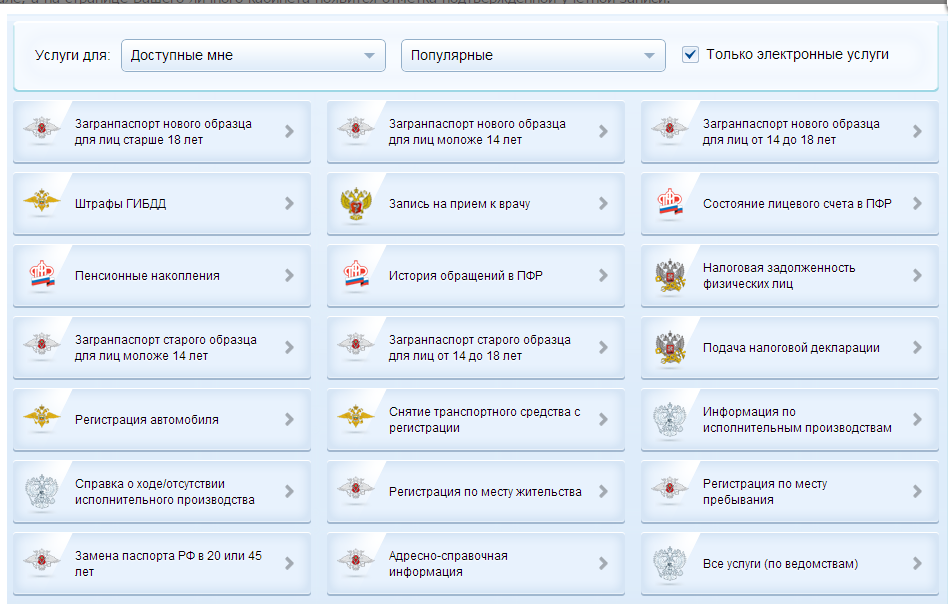 Услуги для: Доступные мне Популярные Только электронные услуги
Загранпаспорт нового образца
для лиц старше 18 лет
Загранпаспорт нового образца
для лиц моложе 14 лет
Загранпаспорт нового образца
для лиц от 14 до 18 лет
Штрафы ГИБДД
Запись на прием к врачу
Состояние лицевого счета в ПФР
Пенсионные накопления
История обращений в ПФР
Налоговая задолженность
физических лиц
Загранпаспорт старого образца
для лиц моложе 14 лет
Загранпаспорт старого образца
для лиц от 14 до 18 лет
Подача налоговой декларации
Регистрация автомобиля
Снятие транспортного средства с
регистрации
Информация по
исполнительным производствам
Справка о ходе/отсутствии
исполнительного производства
Регистрация по месту жительства
Регистрация по месту
пребывания
Замена паспорта РФ в 20 или 45
лет
Адресно-справочная
информация
Все услуги (по ведомствам)